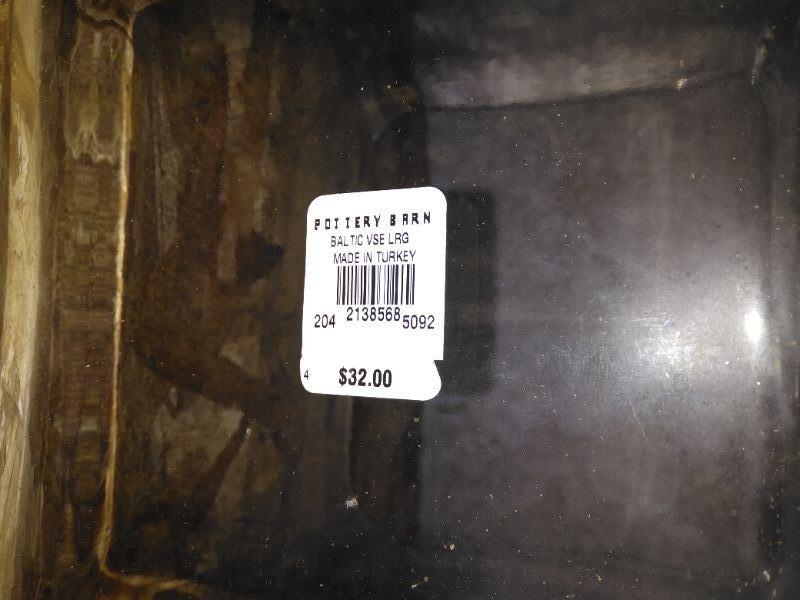 POTTERY BARN
BALTIC VSE LRG
MADE IN TURKEY
204 2138568 5092
4 $32.00